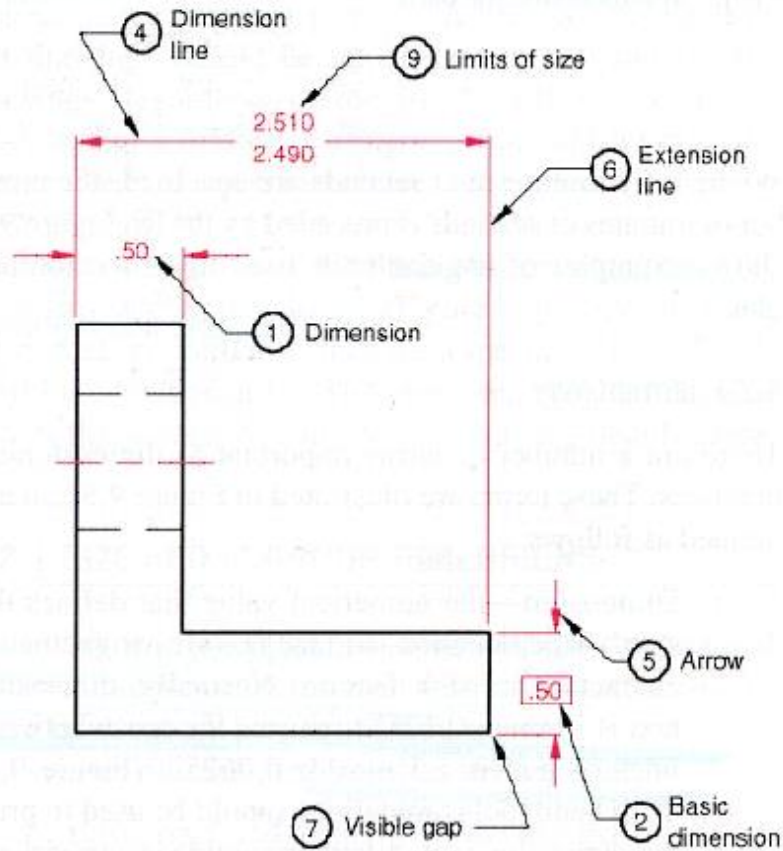 4 Dimension
line
9 Limits of size
2.510
2.490
6 Extension
line
.50
1 Dimension
5 Arrow
.50
7 Visible gap
2 Basic
dimension